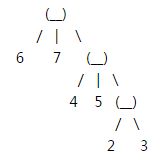 (__)
/ | \
6 7 (__)
/ | \
4 5 (__)
/ \
2 3